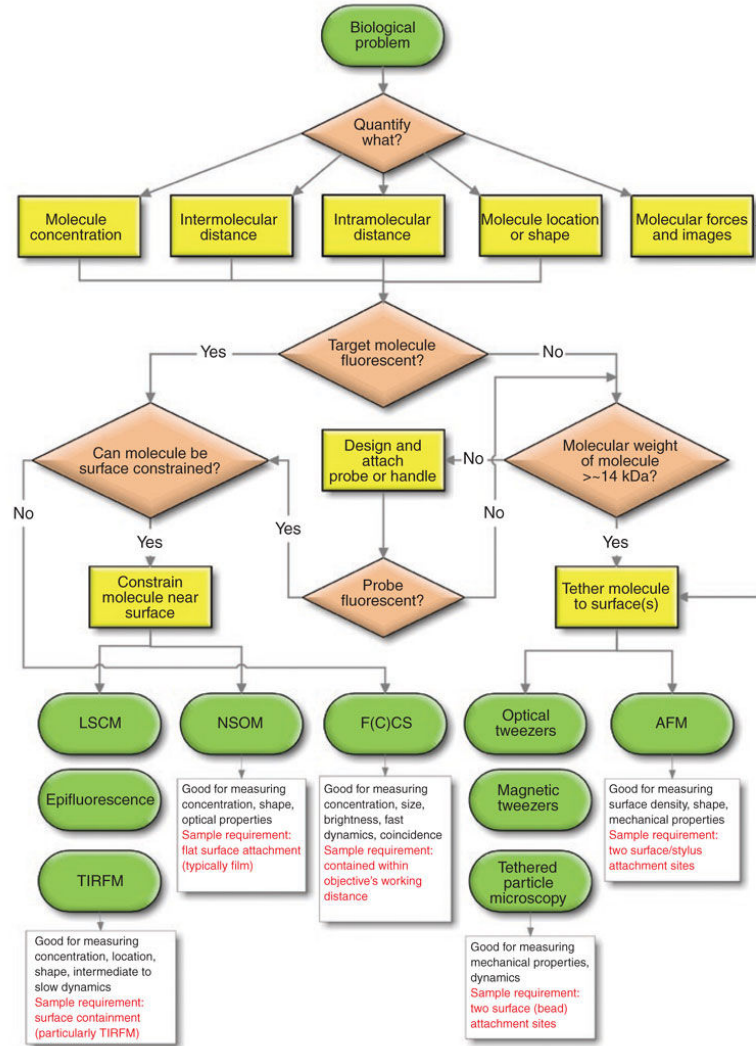 Biological
problem
Quantify
what?
Molecule
concentration
Intermolecular
distance
Intramolecular
distance
Molecule location
or shape
Molecular forces
and images
Target molecule
fluorescent?
Yes
No
Can molecule be
surface constrained?
Design and
attach
probe or handle
Molecular weight
of molecule
>~14 kDa?
No
No
Yes
No
Yes
Yes
Constrain
molecule near
surface
Probe
fluorescent?
Tether molecule
to surface(s)
LSCM
NSOM
F(C)CS
Optical
tweezers
AFM
Epifluorescence
Good for measuring
concentration, shape,
optical properties
Sample requirement:
flat surface attachment
(typically film)
Good for measuring
concentration, size,
brightness, fast
dynamics, coincidence
Sample requirement:
contained within
objective's working
distance
Magnetic
tweezers
Good for measuring
surface density, shape,
mechanical properties
Sample requirement:
two surface/stylus
attachment sites
TIRFM
Tethered
particle
microscopy
Good for measuring
concentration, location,
shape, intermediate to
slow dynamics
Sample requirement:
surface containment
(particularly TIRFM)
Good for measuring
mechanical properties,
dynamics
Sample requirement:
two surface (bead)
attachment sites